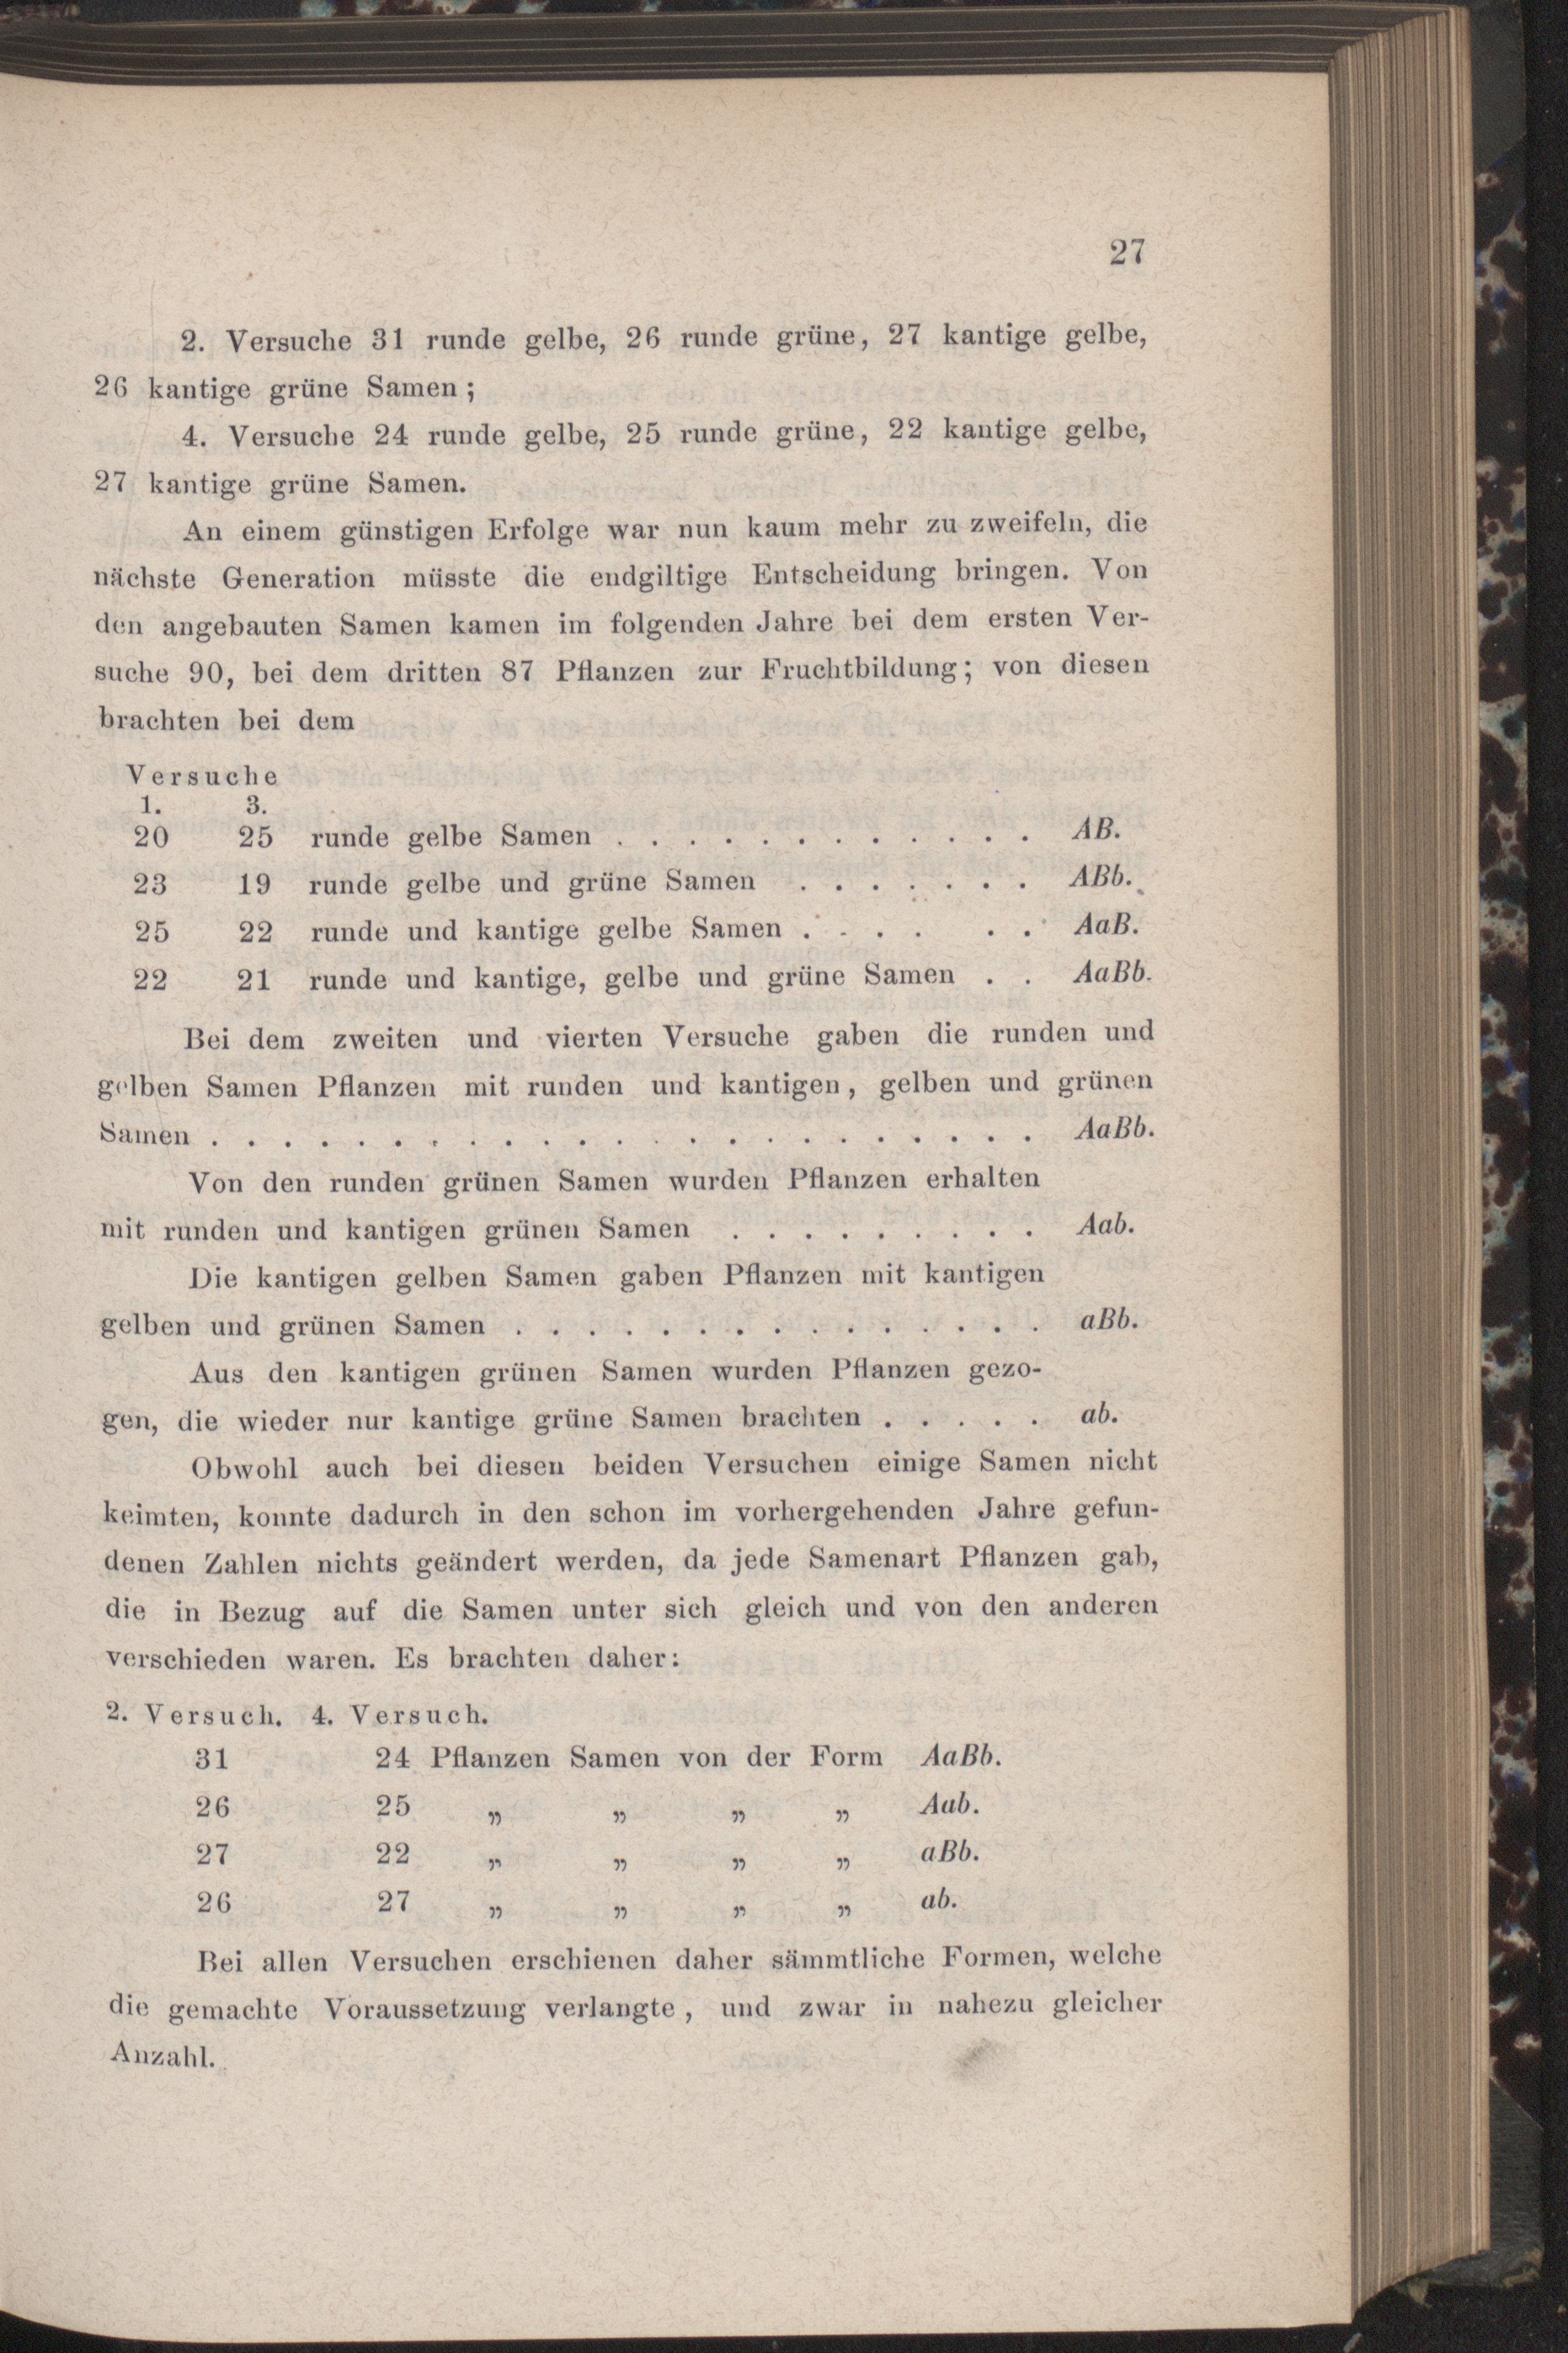 27
2. Versuche 31 runde gelbe, 26 runde grüne, 27 kantige gelbe,
26 kantige grüne Samen;
4. Versuche 24 runde gelbe, 25 runde grüne, 22 kantige gelbe,
27 kantige grüne Samen.
An einem günstigen Erfolge war nun kaum mehr zu zweifeln, die
nächste Generation müsste die endgiltige Entscheidung bringen. Von
den angebauten Samen kamen im folgenden Jahre bei dem ersten Ver-
suche 90, bei dem dritten 87 Pflanzen zur Fruchtbildung; von diesen
brachten bei dem
Versuche
1. 3.
20 25 runde gelbe Samen . . . . . . . . . . . . AB.
23 19 runde gelbe und grüne Samen . . . . . . . ABb.
25 22 runde und kantige gelbe Samen . . . . . . AaB.
22 21 runde und kantige, gelbe und grüne Samen . . AaBb.
Bei dem zweiten und vierten Versuche gaben die runden und
gelben Samen Pflanzen mit runden und kantigen, gelben und grünen
Samen . . . . . . . . . . . . . . . . . . . . . . . AaBb.
Von den runden grünen Samen wurden Pflanzen erhalten
mit runden und kantigen grünen Samen . . . . . . . . . Aab.
Die kantigen gelben Samen gaben Pflanzen mit kantigen
gelben und grünen Samen . . . . . . . . . . . . . . . aBb.
Aus den kantigen grünen Samen wurden Pflanzen gezo-
gen, die wieder nur kantige grüne Samen brachten . . . . . ab.
Obwohl auch bei diesen beiden Versuchen einige Samen nicht
keimten, konnte dadurch in den schon im vorhergehenden Jahre gefun-
denen Zahlen nichts geändert werden, da jede Samenart Pflanzen gab,
die in Bezug auf die Samen unter sich gleich und von den anderen
verschieden waren. Es brachten daher:
2. Versuch. 4. Versuch.
31 24 Pflanzen Samen von der Form AaBb.
26 25 „ „ „ „ Aab.
27 22 „ „ „ „ aBb.
26 27 „ „ „ „ ab.
Bei allen Versuchen erschienen daher sämmtliche Formen, welche
die gemachte Voraussetzung verlangte, und zwar in nahezu gleicher
Anzahl.